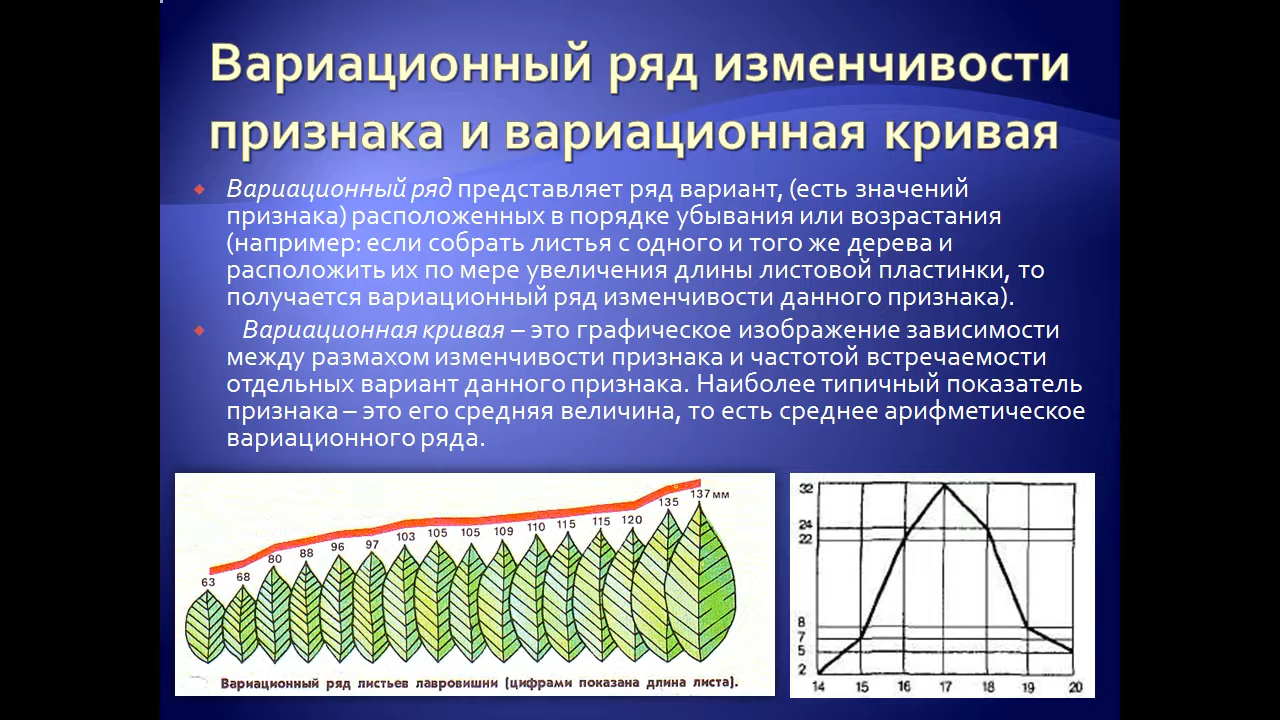 Вариационный ряд изменчивости
признака и вариационная кривая
Вариационный ряд представляет ряд вариант, (есть значений
признака) расположенных в порядке убывания или возрастания
(например: если собрать листья с одного и того же дерева и
расположить их по мере увеличения длины листовой пластинки, то
получается вариационный ряд изменчивости данного признака).
Вариационная кривая – это графическое изображение зависимости
между размахом изменчивости признака и частотой встречаемости
отдельных вариант данного признака. Наиболее типичный показатель
признака – это его средняя величина, то есть среднее арифметическое
вариационного ряда.
63 68 80 88 96 97 103 105 105 109 110 115 115 120 135 137 мм
Вариационный ряд листьев лавровишни (цифрами показана длина листа).
32
24
22
8
7
5
2
14 15 16 17 18 19 20